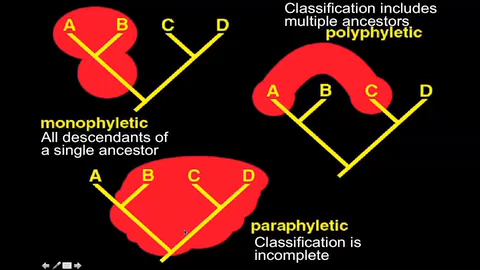 A B C D
monophyletic
All descendants of
a single ancestor
Classification includes
multiple ancestors
polyphyletic
A B C D
A B C D
paraphyletic
Classification is
incomplete